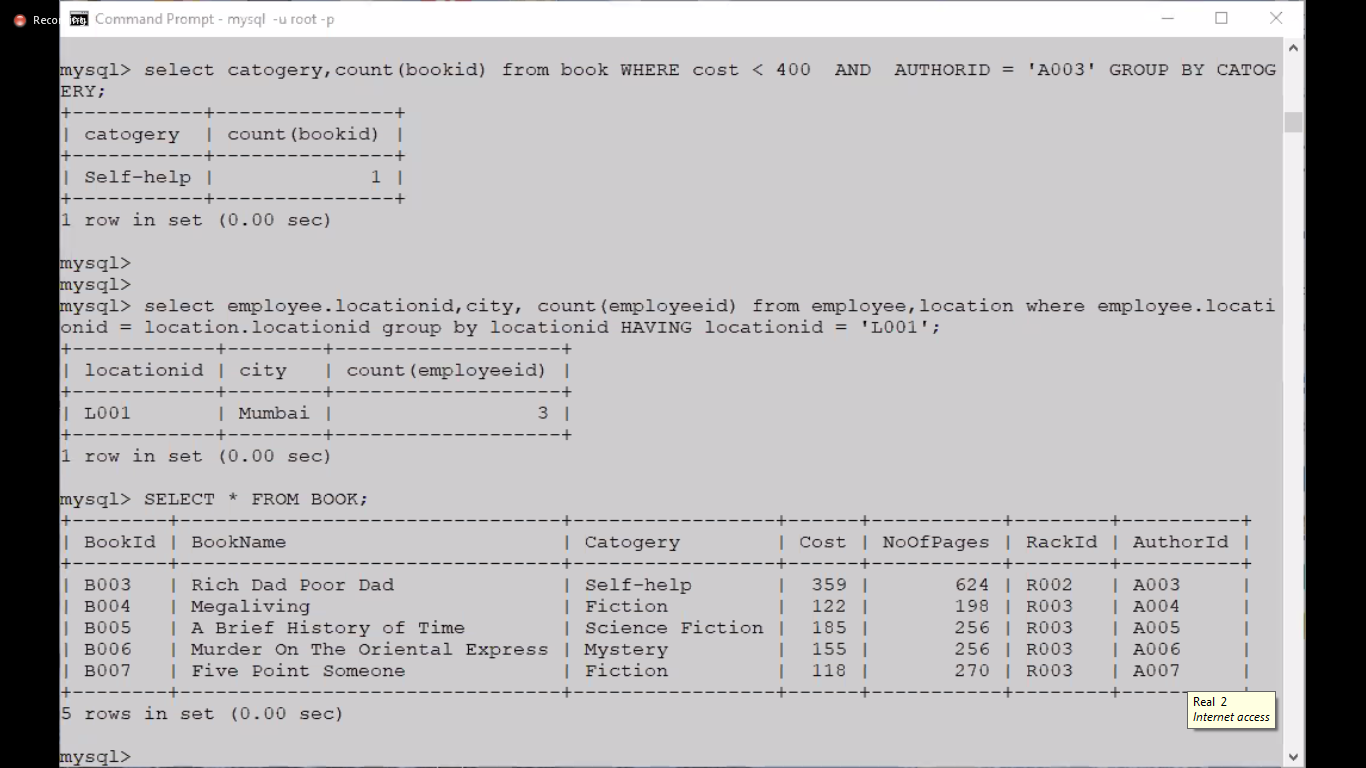 Recor
Command Prompt - mysql -u root -p
mysql> select catogery,count(bookid) from book WHERE cost < 400  AND  AUTHORID = 'A003' GROUP BY CATOG
ERY;
+-----------+---------------+
| catogery  | count(bookid) |
+-----------+---------------+
| Self-help |             1 |
+-----------+---------------+
1 row in set (0.00 sec)
mysql>
mysql>
mysql> select employee.locationid,city, count(employeeid) from employee,location where employee.locati
onid = location.locationid group by locationid HAVING locationid = 'L001';
+------------+--------+-------------------+
| locationid | city   | count(employeeid) |
+------------+--------+-------------------+
| L001       | Mumbai |                 3 |
+------------+--------+-------------------+
1 row in set (0.00 sec)
mysql> SELECT * FROM BOOK;
+--------+--------------------------------+-----------------+------+-----------+--------+----------+
| BookId | BookName                       | Catogery        | Cost | NoOfPages | RackId | AuthorId |
+--------+--------------------------------+-----------------+------+-----------+--------+----------+
| B003   | Rich Dad Poor Dad              | Self-help       |  359 |       624 | R002   | A003     |
| B004   | Megaliving                     | Fiction         |  122 |       198 | R003   | A004     |
| B005   | A Brief History of Time        | Science Fiction |  185 |       256 | R003   | A005     |
| B006   | Murder On The Oriental Express | Mystery         |  155 |       256 | R003   | A006     |
| B007   | Five Point Someone             | Fiction         |  118 |       270 | R003   | A007     |
+--------+--------------------------------+-----------------+------+-----------+--------+----------+
5 rows in set (0.00 sec)
Real 2
Internet access
mysql>